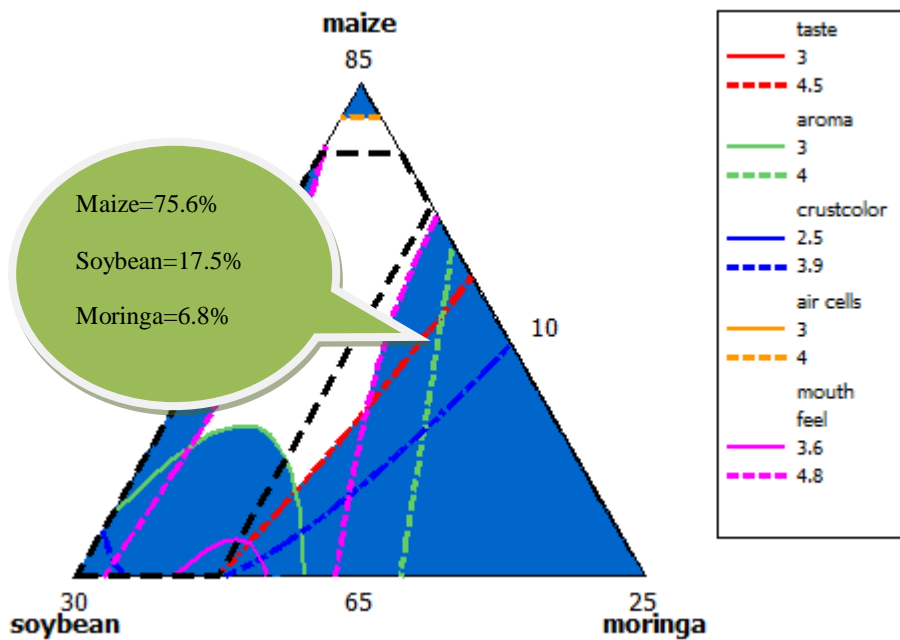 maize
85
Maize=75.6%
Soybean=17.5%
Moringa=6.8%
10
30
65
25
soybean
moringa
taste
3
4.5
aroma
3
4
crustcolor
2.5
3.9
air cells
3
4
mouth
feel
3.6
4.8